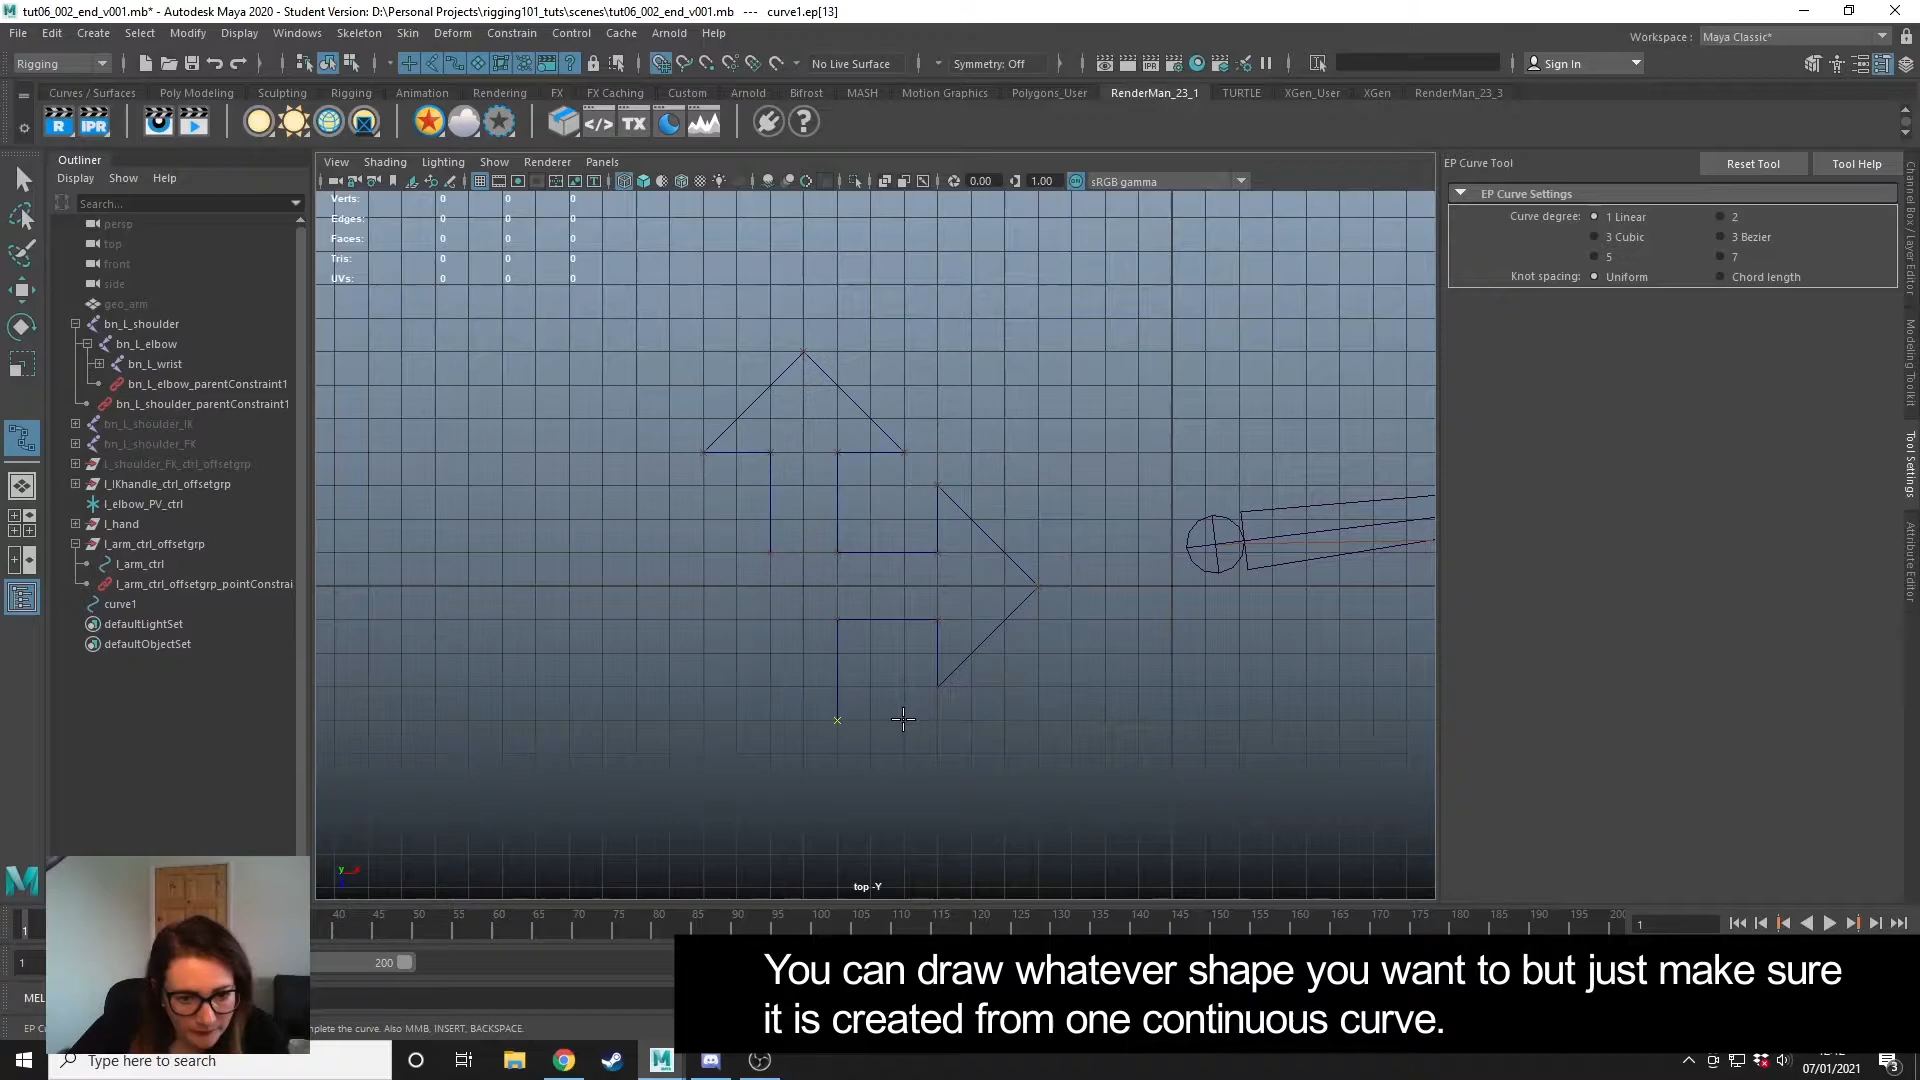 tut06_002_end_v001.mb* - Autodesk Maya 2020 - Student Version: D:\Personal Projects\rigging101_tuts\scenes\tut06_002_end_v001.mb   ---   curve1.ep[13]
File Edit Create Select Modify Display Windows Skeleton Skin Deform Constrain Control Cache Arnold Help
Workspace : Maya Classic*
Rigging No Live Surface Symmetry: Off Sign In
Curves / Surfaces Poly Modeling Sculpting Rigging Animation Rendering FX FX Caching Custom Arnold Bifrost MASH Motion Graphics Polygons_User RenderMan_23_1 TURTLE XGen_User XGen RenderMan_23_3
R IPR </> TX
Outliner
Display Show Help
Search...
persp
top
front
side
geo_arm
bn_L_shoulder
bn_L_elbow
bn_L_wrist
bn_L_elbow_parentConstraint1
bn_L_shoulder_parentConstraint1
bn_L_shoulder_IK
bn_L_shoulder_FK
L_shoulder_FK_ctrl_offsetgrp
l_IKhandle_ctrl_offsetgrp
l_elbow_PV_ctrl
l_hand
l_arm_ctrl_offsetgrp
l_arm_ctrl
l_arm_ctrl_offsetgrp_pointConstrai
curve1
defaultLightSet
defaultObjectSet
View Shading Lighting Show Renderer Panels
0.00 1.00 sRGB gamma
Verts: 0 0 0
Edges: 0 0 0
Faces: 0 0 0
Tris: 0 0 0
UVs: 0 0 0
top -Y
EP Curve Tool Reset Tool Tool Help
EP Curve Settings
Curve degree: 1 Linear 2
3 Cubic 3 Bezier
5 7
Knot spacing: Uniform Chord length
Channel Box / Layer Editor
Modeling Toolkit
Tool Settings
Attribute Editor
1 40 45 50 55 60 65 70 75 80 85 90 95 100 105 110 115 120 125 130 135 140 145 150 155 160 165 170 175 180 185 190 195 200 1
1 200
MEL
EP Cu mplete the curve. Also MMB, INSERT, BACKSPACE.
You can draw whatever shape you want to but just make sure
it is created from one continuous curve.
Type here to search
07/01/2021
3